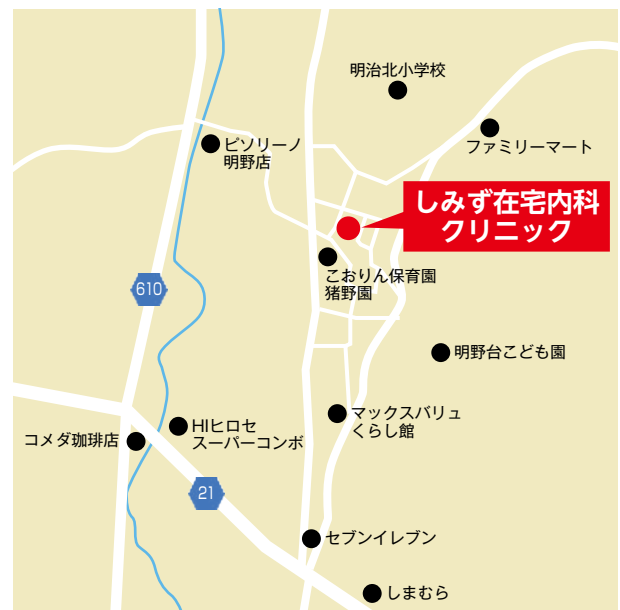 明治北小学校
ピソリーノ
明野店
ファミリーマート
しみず在宅内科
クリニック
こおりん保育園
猪野園
610
明野台こども園
マックスバリュ
くらし館
HIヒロセ
スーパーコンボ
コメダ珈琲店
21
セブンイレブン
しまむら